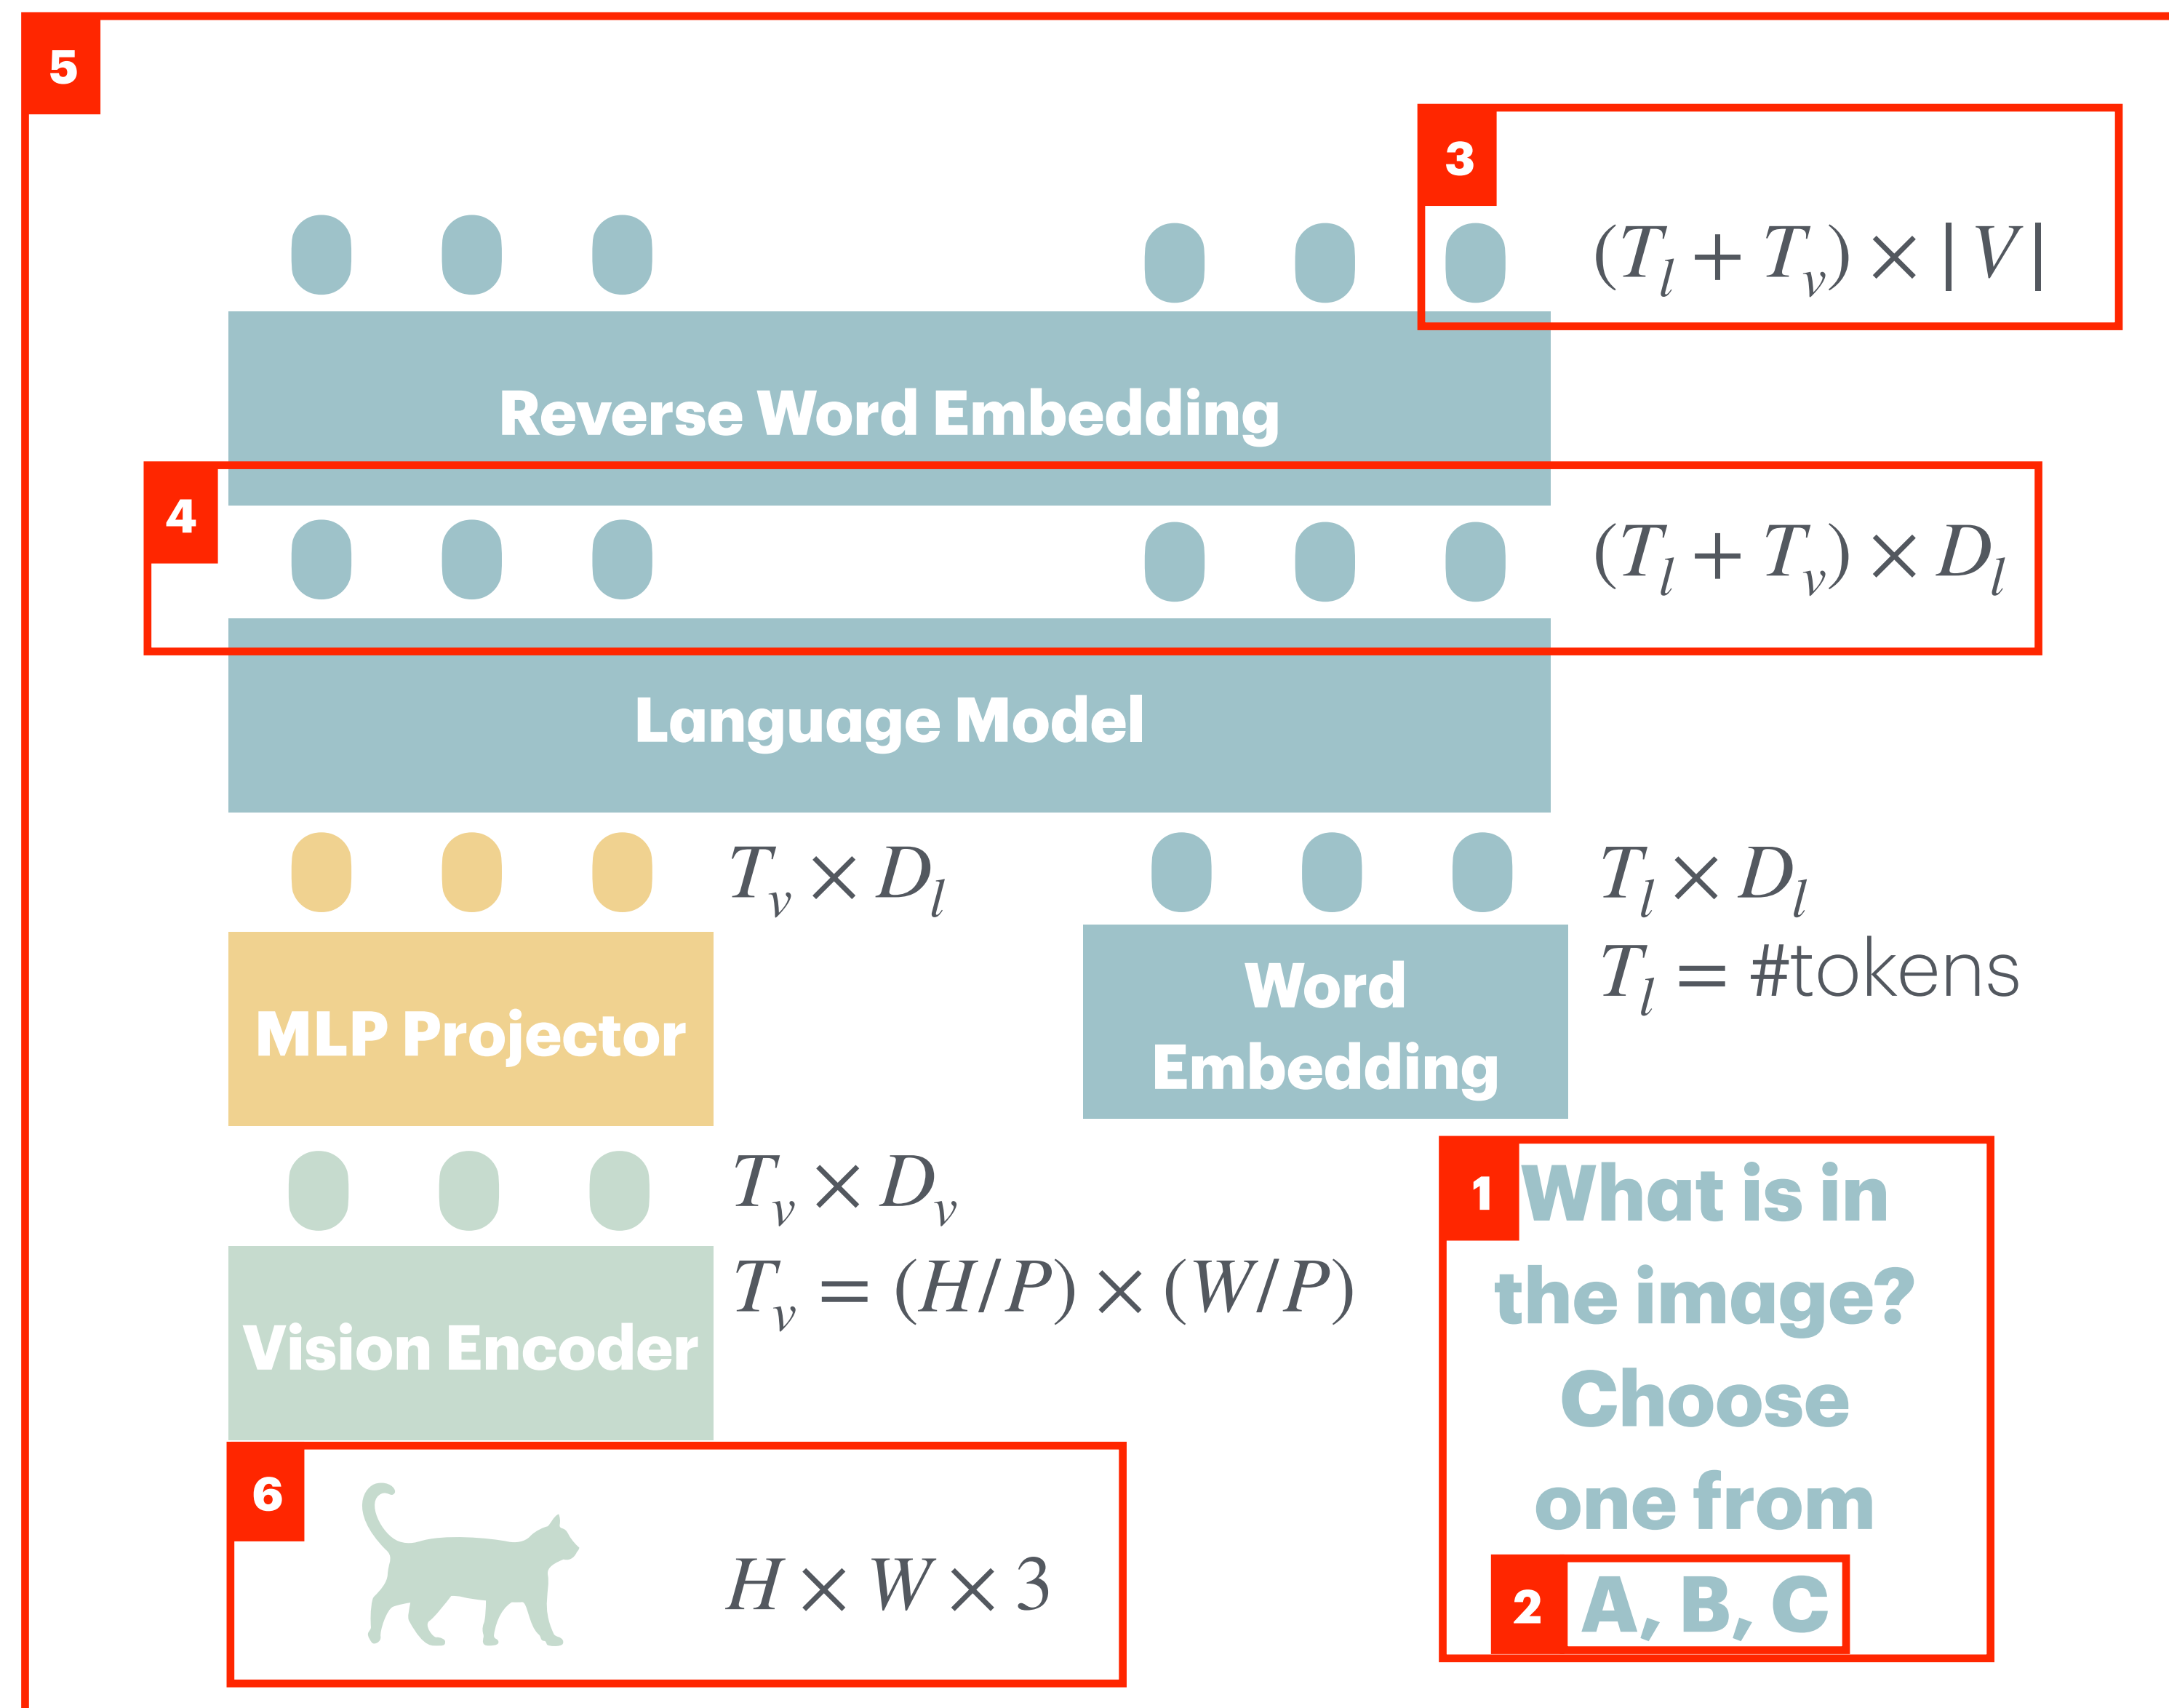 5
3
(T_l + T_v) × |V|
Reverse Word Embedding
4
(T_l + T_v) × D_l
Language Model
T_v × D_l
T_l × D_l
T_l = #tokens
MLP Projector
Word
Embedding
T_v × D_v
T_v = (H/P) × (W/P)
Vision Encoder
1
What is in
the image?
Choose
one from
2
A, B, C
6
H × W × 3